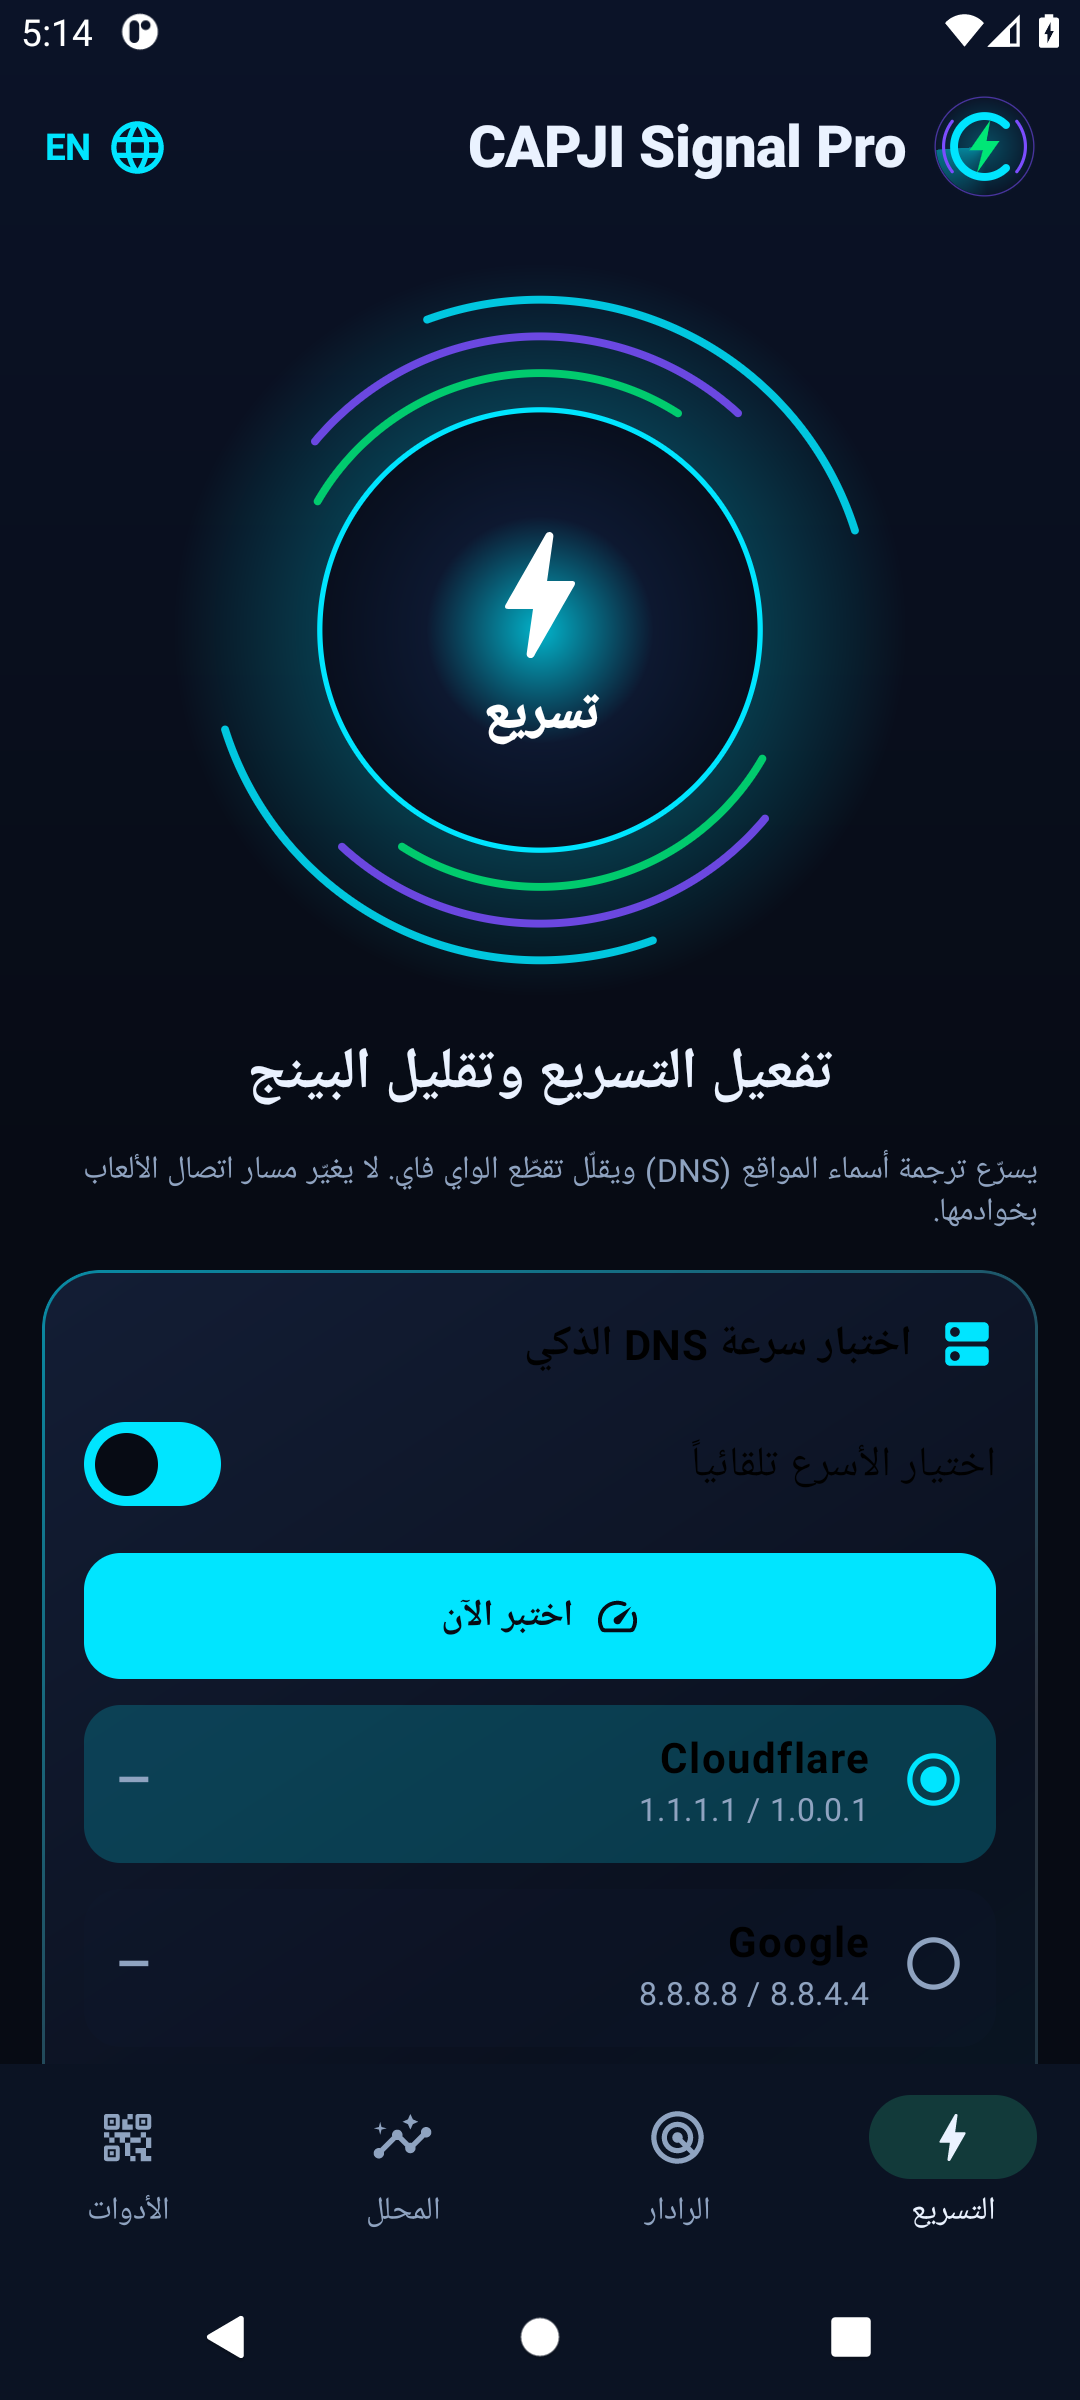 5:14
CAPJI Signal Pro
EN
تسريع
تفعيل التسريع وتقليل البينج
يسرّع ترجمة أسماء المواقع (DNS) ويقلّل تقطّع الواي فاي. لا يغيّر مسار اتصال الألعاب
بخوادمها.
اختبار سرعة DNS الذكي
اختيار الأسرع تلقائياً
اختبر الآن
Cloudflare
1.1.1.1 / 1.0.0.1
–
Google
8.8.8.8 / 8.8.4.4
–
التسريع
الرادار
المحلل
الأدوات